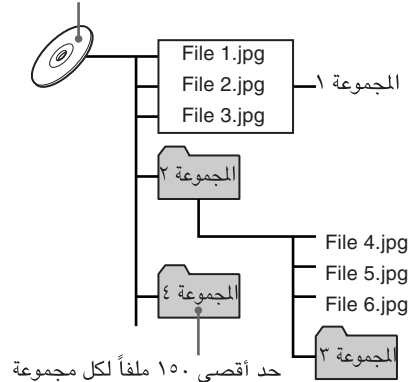 File 1.jpg
File 2.jpg
File 3.jpg
المجموعة ١
المجموعة ٢
File 4.jpg
File 5.jpg
File 6.jpg
المجموعة ٤
المجموعة ٣
حد أقصى ١٥٠ ملفاً لكل مجموعة